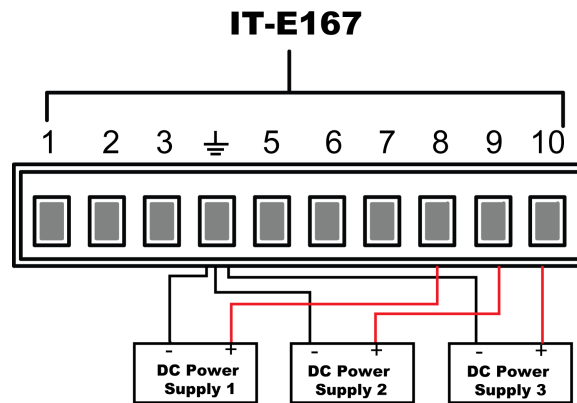 IT-E167
1 2 3 5 6 7 8 9 10
- + - + - +
DC Power DC Power DC Power
Supply 1 Supply 2 Supply 3